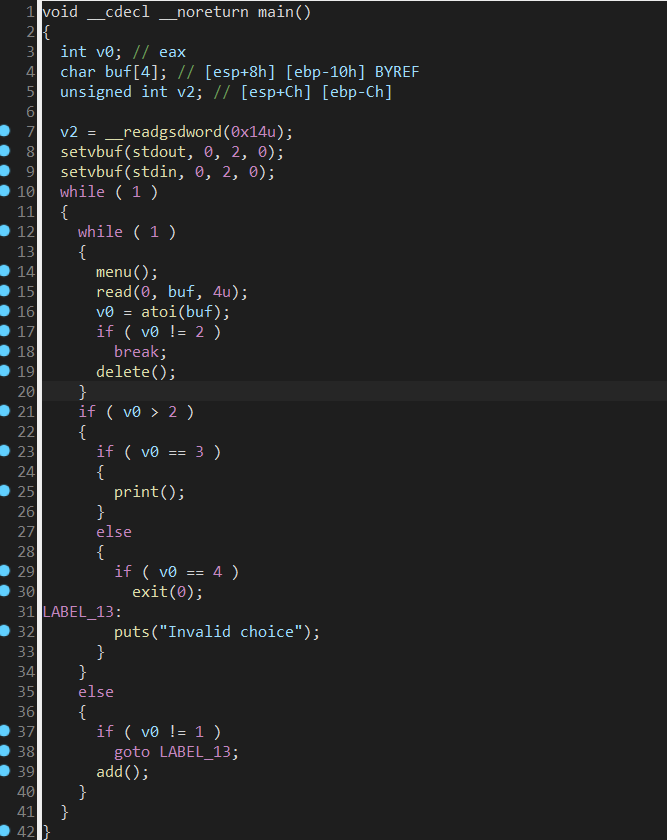 1 void __cdecl __noreturn main()
2 {
3   int v0; // eax
4   char buf[4]; // [esp+8h] [ebp-10h] BYREF
5   unsigned int v2; // [esp+Ch] [ebp-Ch]
6
7   v2 = __readgsdword(0x14u);
8   setvbuf(stdout, 0, 2, 0);
9   setvbuf(stdin, 0, 2, 0);
10   while ( 1 )
11   {
12     while ( 1 )
13     {
14       menu();
15       read(0, buf, 4u);
16       v0 = atoi(buf);
17       if ( v0 != 2 )
18         break;
19       delete();
20     }
21     if ( v0 > 2 )
22     {
23       if ( v0 == 3 )
24       {
25         print();
26       }
27       else
28       {
29         if ( v0 == 4 )
30           exit(0);
31 LABEL_13:
32         puts("Invalid choice");
33       }
34     }
35     else
36     {
37       if ( v0 != 1 )
38         goto LABEL_13;
39       add();
40     }
41   }
42 }